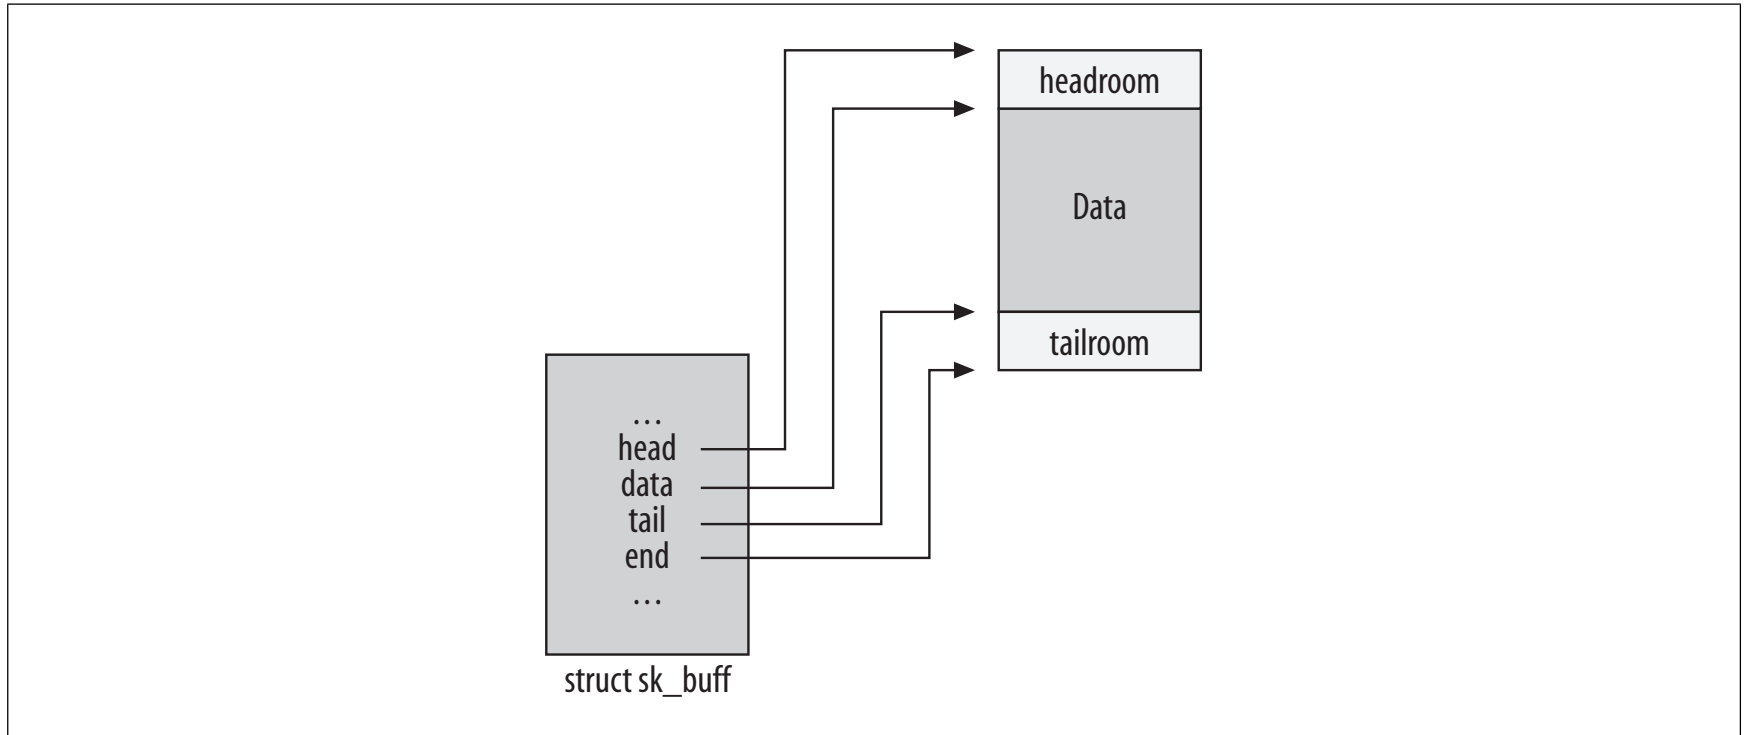 headroom
Data
tailroom
…
head
data
tail
end
…
struct sk_buff